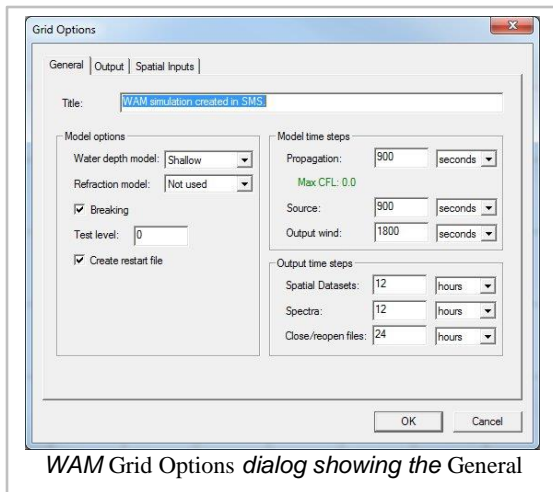 Grid Options
General Output Spatial Inputs
Title: WAM simulation created in SMS.
Model options
Water depth model: Shallow
Refraction model: Not used
Breaking
Test level: 0
Create restart file
Model time steps
Propagation: 900 seconds
Max CFL: 0.0
Source: 900 seconds
Output wind: 1800 seconds
Output time steps
Spatial Datasets: 12 hours
Spectra: 12 hours
Close/reopen files: 24 hours
OK Cancel
WAM Grid Options dialog showing the General